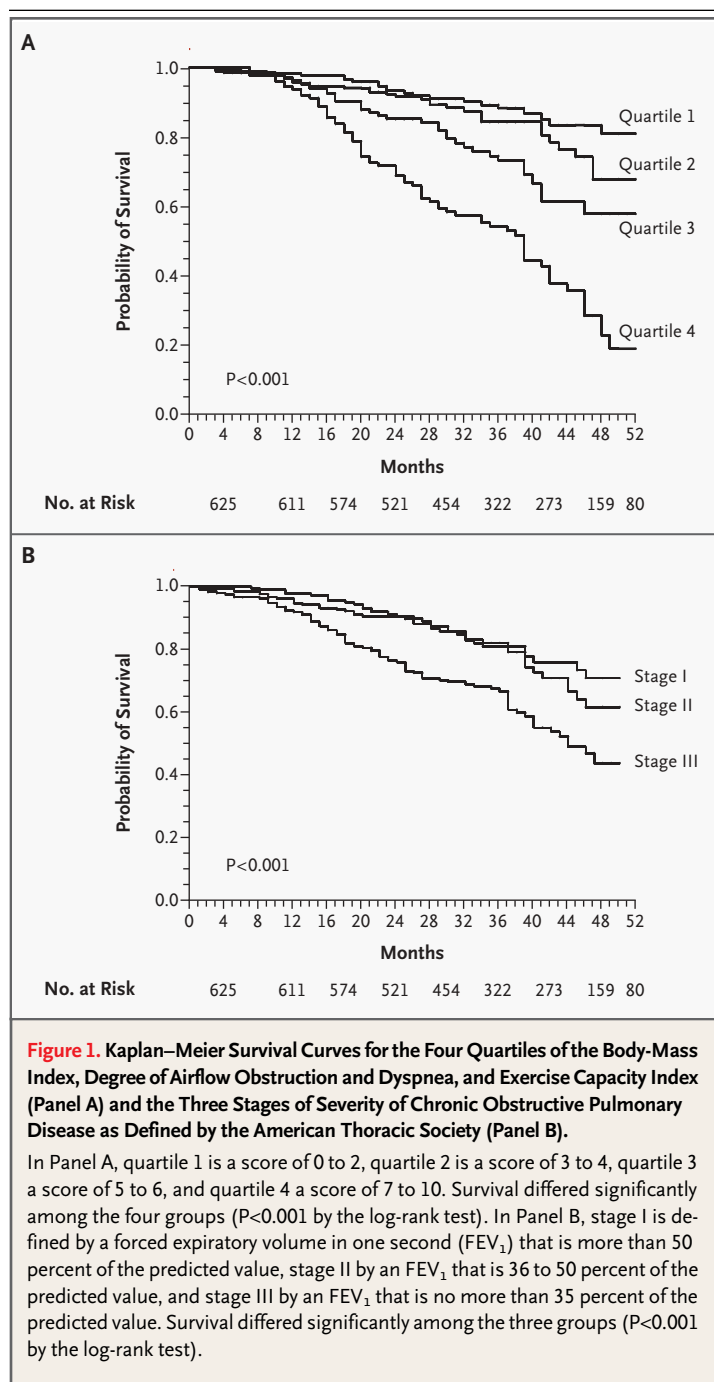 A
1.0
0.8
0.6
0.4
0.2
0.0
Probability of Survival
Quartile 1
Quartile 2
Quartile 3
Quartile 4
P<0.001
0 4 8 12 16 20 24 28 32 36 40 44 48 52
Months
No. at Risk 625 611 574 521 454 322 273 159 80
B
1.0
0.8
0.6
0.4
0.2
0.0
Probability of Survival
Stage I
Stage II
Stage III
P<0.001
0 4 8 12 16 20 24 28 32 36 40 44 48 52
Months
No. at Risk 625 611 574 521 454 322 273 159 80
Figure 1. Kaplan–Meier Survival Curves for the Four Quartiles of the Body-Mass
Index, Degree of Airflow Obstruction and Dyspnea, and Exercise Capacity Index
(Panel A) and the Three Stages of Severity of Chronic Obstructive Pulmonary
Disease as Defined by the American Thoracic Society (Panel B).
In Panel A, quartile 1 is a score of 0 to 2, quartile 2 is a score of 3 to 4, quartile 3
a score of 5 to 6, and quartile 4 a score of 7 to 10. Survival differed significantly
among the four groups (P<0.001 by the log-rank test). In Panel B, stage I is de-
fined by a forced expiratory volume in one second (FEV₁) that is more than 50
percent of the predicted value, stage II by an FEV₁ that is 36 to 50 percent of the
predicted value, and stage III by an FEV₁ that is no more than 35 percent of the
predicted value. Survival differed significantly among the three groups (P<0.001
by the log-rank test).